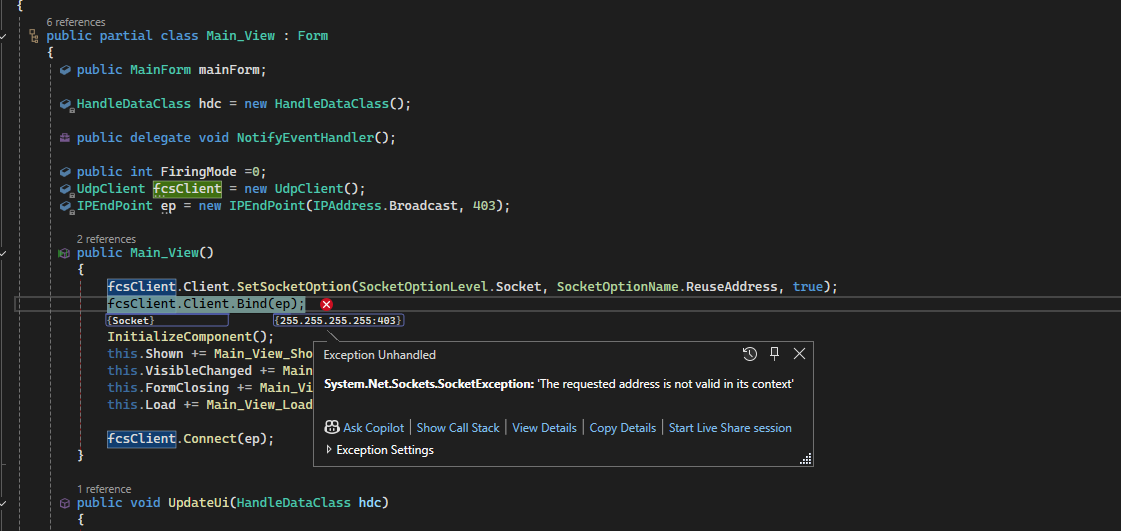 {
6 references
public partial class Main_View : Form
{
public MainForm mainForm;
HandleDataClass hdc = new HandleDataClass();
public delegate void NotifyEventHandler();
public int FiringMode =0;
UdpClient fcsClient = new UdpClient();
IPEndPoint ep = new IPEndPoint(IPAddress.Broadcast, 403);
2 references
public Main_View()
{
fcsClient.Client.SetSocketOption(SocketOptionLevel.Socket, SocketOptionName.ReuseAddress, true);
fcsClient.Client.Bind(ep);
{Socket} {255.255.255.255:403}
InitializeComponent();
this.Shown += Main_View_Sho
this.VisibleChanged += Main
this.FormClosing += Main_Vi
this.Load += Main_View_Load
Exception Unhandled
System.Net.Sockets.SocketException: 'The requested address is not valid in its context'
Ask Copilot | Show Call Stack | View Details | Copy Details | Start Live Share session
Exception Settings
fcsClient.Connect(ep);
}
1 reference
public void UpdateUi(HandleDataClass hdc)
{